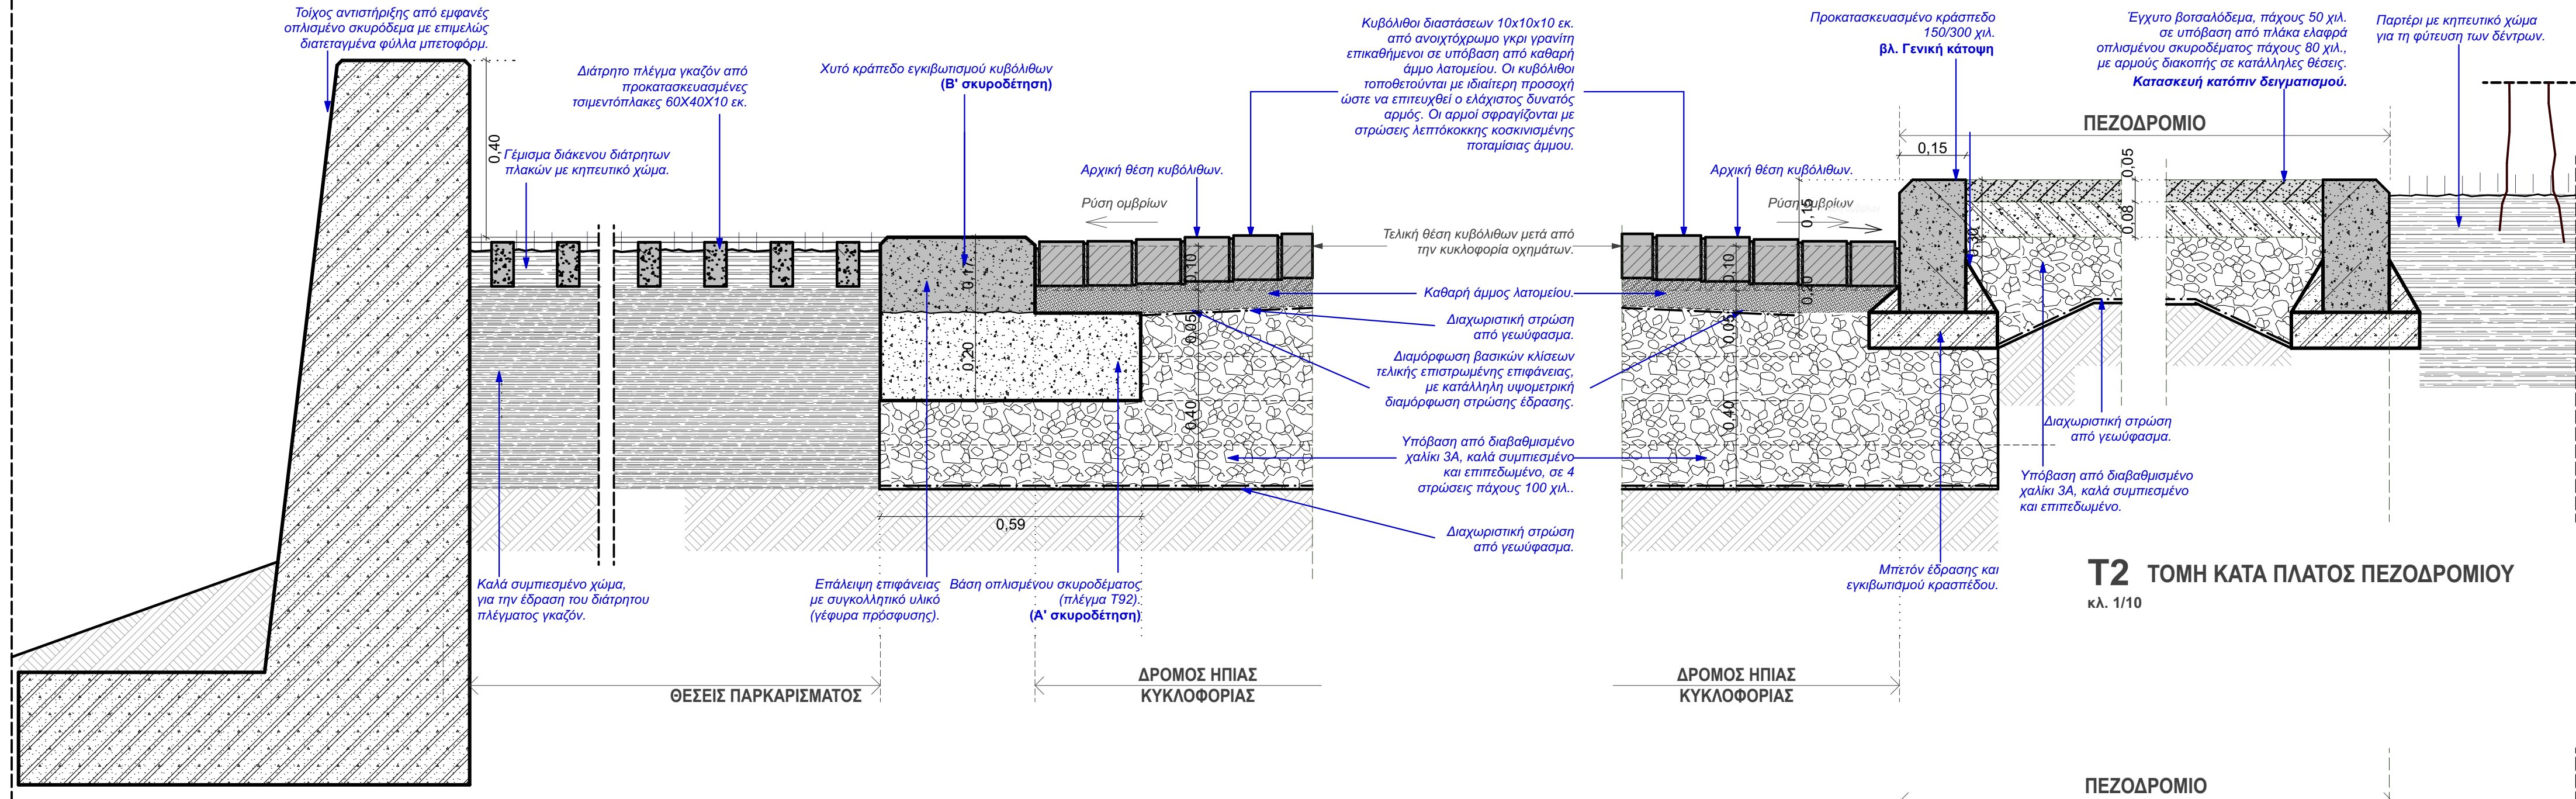 Τοίχος αντιστήριξης από εμφανές
οπλισμένο σκυρόδεμα με επιμελώς
διατεταγμένα φύλλα μπετοφόρμ.
Διάτρητο πλέγμα γκαζόν από
προκατασκευασμένες
τσιμεντόπλακες 60Χ40Χ10 εκ.
Χυτό κράπεδο εγκιβωτισμού κυβόλιθων
(Β' σκυροδέτηση)
Κυβόλιθοι διαστάσεων 10x10x10 εκ.
από ανοιχτόχρωμο γκρι γρανίτη
επικαθήμενοι σε υπόβαση από καθαρή
άμμο λατομείου. Οι κυβόλιθοι
τοποθετούνται με ιδιαίτερη προσοχή
ώστε να επιτευχθεί ο ελάχιστος δυνατός
αρμός. Οι αρμοί σφραγίζονται με
στρώσεις λεπτόκοκκης κοσκινισμένης
ποταμίσιας άμμου.
Προκατασκευασμένο κράσπεδο
150/300 χιλ.
βλ. Γενική κάτοψη
Έγχυτο βοτσαλόδεμα, πάχους 50 χιλ.
σε υπόβαση από πλάκα ελαφρά
οπλισμένου σκυροδέματος πάχους 80 χιλ.,
με αρμούς διακοπής σε κατάλληλες θέσεις.
Κατασκευή κατόπιν δειγματισμού.
Παρτέρι με κηπευτικό χώμα
για τη φύτευση των δέντρων.
ΠΕΖΟΔΡΟΜΙΟ
0,40
Γέμισμα διάκενου διάτρητων
πλακών με κηπευτικό χώμα.
Αρχική θέση κυβόλιθων.
Ρύση ομβρίων
Αρχική θέση κυβόλιθων.
Ρύση ομβρίων
0,15
0,15
0,05
0,08
0,30
Τελική θέση κυβόλιθων μετά από
την κυκλοφορία οχημάτων.
0,17
0,10
0,10
0,20
Καθαρή άμμος λατομείου.
Διαχωριστική στρώση
από γεωύφασμα.
0,20
0,05
0,05
Διαμόρφωση βασικών κλίσεων
τελικής επιστρωμένης επιφάνειας,
με κατάλληλη υψομετρική
διαμόρφωση στρώσης έδρασης.
0,40
0,40
Υπόβαση από διαβαθμισμένο
χαλίκι 3Α, καλά συμπιεσμένο
και επιπεδωμένο, σε 4
στρώσεις πάχους 100 χιλ..
Διαχωριστική στρώση
από γεωύφασμα.
Υπόβαση από διαβαθμισμένο
χαλίκι 3Α, καλά συμπιεσμένο
και επιπεδωμένο.
0,59
Διαχωριστική στρώση
από γεωύφασμα.
Καλά συμπιεσμένο χώμα,
για την έδραση του διάτρητου
πλέγματος γκαζόν.
Επάλειψη επιφάνειας
με συγκολλητικό υλικό
(γέφυρα πρόσφυσης).
Βάση οπλισμένου σκυροδέματος
(πλέγμα Τ92).
(Α' σκυροδέτηση)
Μπετόν έδρασης και
εγκιβωτισμού κρασπέδου.
Τ2 ΤΟΜΗ ΚΑΤΑ ΠΛΑΤΟΣ ΠΕΖΟΔΡΟΜΙΟΥ
κλ. 1/10
ΘΕΣΕΙΣ ΠΑΡΚΑΡΙΣΜΑΤΟΣ
ΔΡΟΜΟΣ ΗΠΙΑΣ
ΚΥΚΛΟΦΟΡΙΑΣ
ΔΡΟΜΟΣ ΗΠΙΑΣ
ΚΥΚΛΟΦΟΡΙΑΣ
ΠΕΖΟΔΡΟΜΙΟ